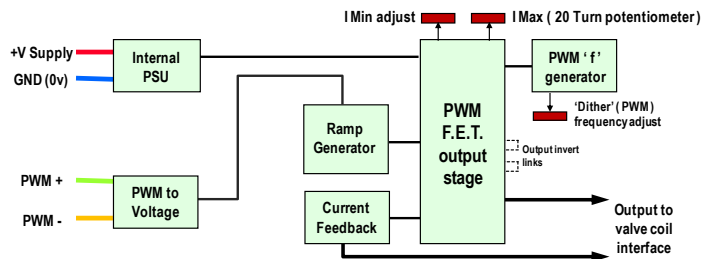 I Min adjust
I Max ( 20 Turn potentiometer)
+V Supply
GND (0v)
Internal
PSU
PWM ‘ f ’
generator
‘Dither’ ( PWM )
frequency adjust
Ramp
Generator
PWM
F.E.T.
output
stage
Output invert
links
PWM +
PWM -
PWM to
Voltage
Current
Feedback
Output to
valve coil
interface